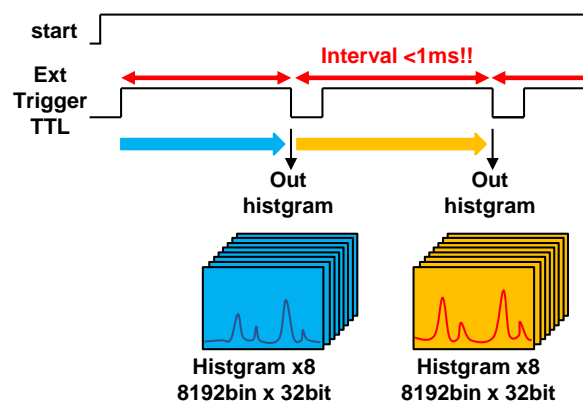 start
Interval <1ms!!
Ext
Trigger
TTL
Out
histgram
Out
histgram
Histgram x8
8192bin x 32bit
Histgram x8
8192bin x 32bit